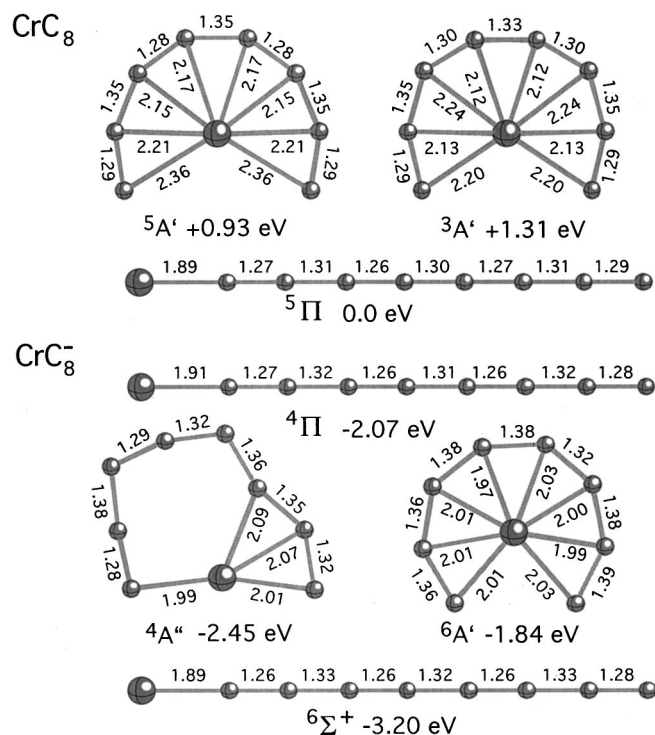 CrC8
1.35
1.28 1.28
1.35 2.17 2.17 1.35
2.15 2.15
1.29 2.21 2.21 1.29
2.36 2.36
⁵A‘ +0.93 eV
1.33
1.30 1.30
1.35 2.12 2.12 1.35
2.24 2.24
1.29 2.13 2.13 1.29
2.20 2.20
³A‘ +1.31 eV
1.89 1.27 1.31 1.26 1.30 1.27 1.31 1.29
⁵Π 0.0 eV
CrC8⁻
1.91 1.27 1.32 1.26 1.31 1.26 1.32 1.28
⁴Π -2.07 eV
1.32
1.29 1.36
1.38 1.35
2.09
1.28 2.07 1.32
1.99 2.01
⁴A“ -2.45 eV
1.38
1.38 1.32
1.97 2.03
1.36 2.01 2.00 1.38
2.01 1.99
1.36 2.01 2.03 1.39
⁶A‘ -1.84 eV
1.89 1.26 1.33 1.26 1.32 1.26 1.33 1.28
⁶Σ⁺ -3.20 eV